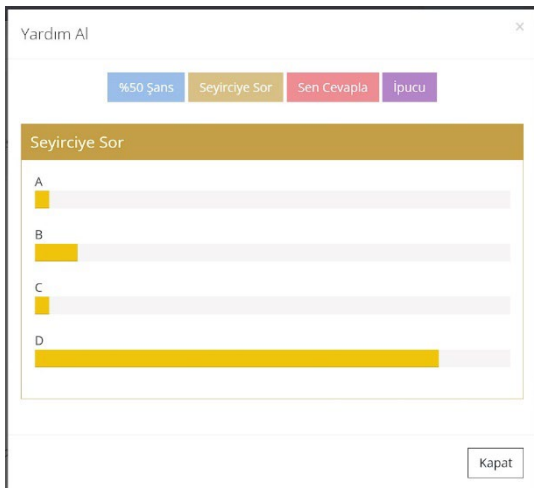 Yardım Al
×
%50 Şans Seyirciye Sor Sen Cevapla İpucu
Seyirciye Sor
A
B
C
D
Kapat